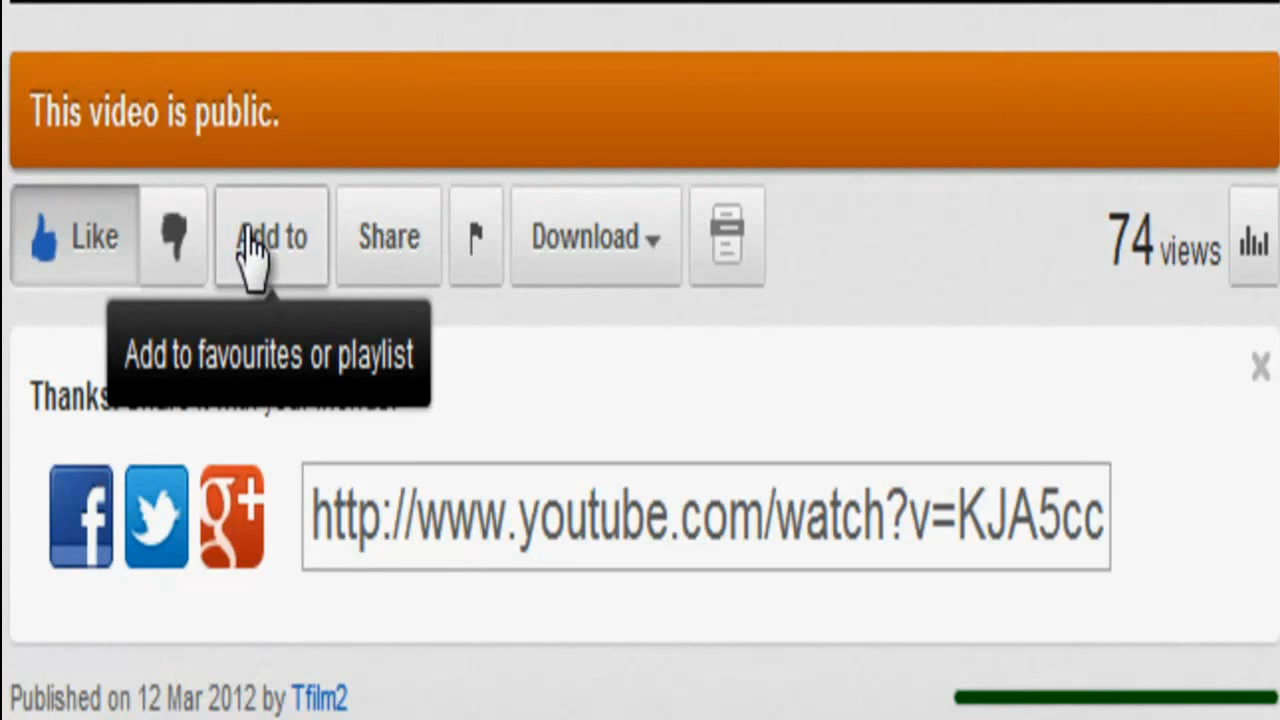 This video is public.
Like Add to Share Download 74 views
Add to favourites or playlist
Thanks!
f g+ http://www.youtube.com/watch?v=KJA5cc
Published on 12 Mar 2012 by Tfilm2